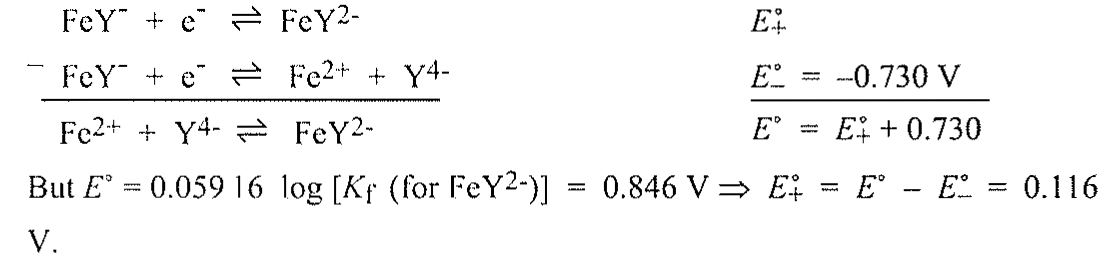 FeY⁻ + e⁻ ⇌ FeY²⁻ E°₊
− FeY⁻ + e⁻ ⇌ Fe²⁺ + Y⁴⁻ E°₋ = −0.730 V
Fe²⁺ + Y⁴⁻ ⇌ FeY²⁻ E° = E°₊ + 0.730
But E° = 0.059 16 log [Kf (for FeY²⁻)] = 0.846 V ⇒ E°₊ = E° − E°₋ = 0.116
V.